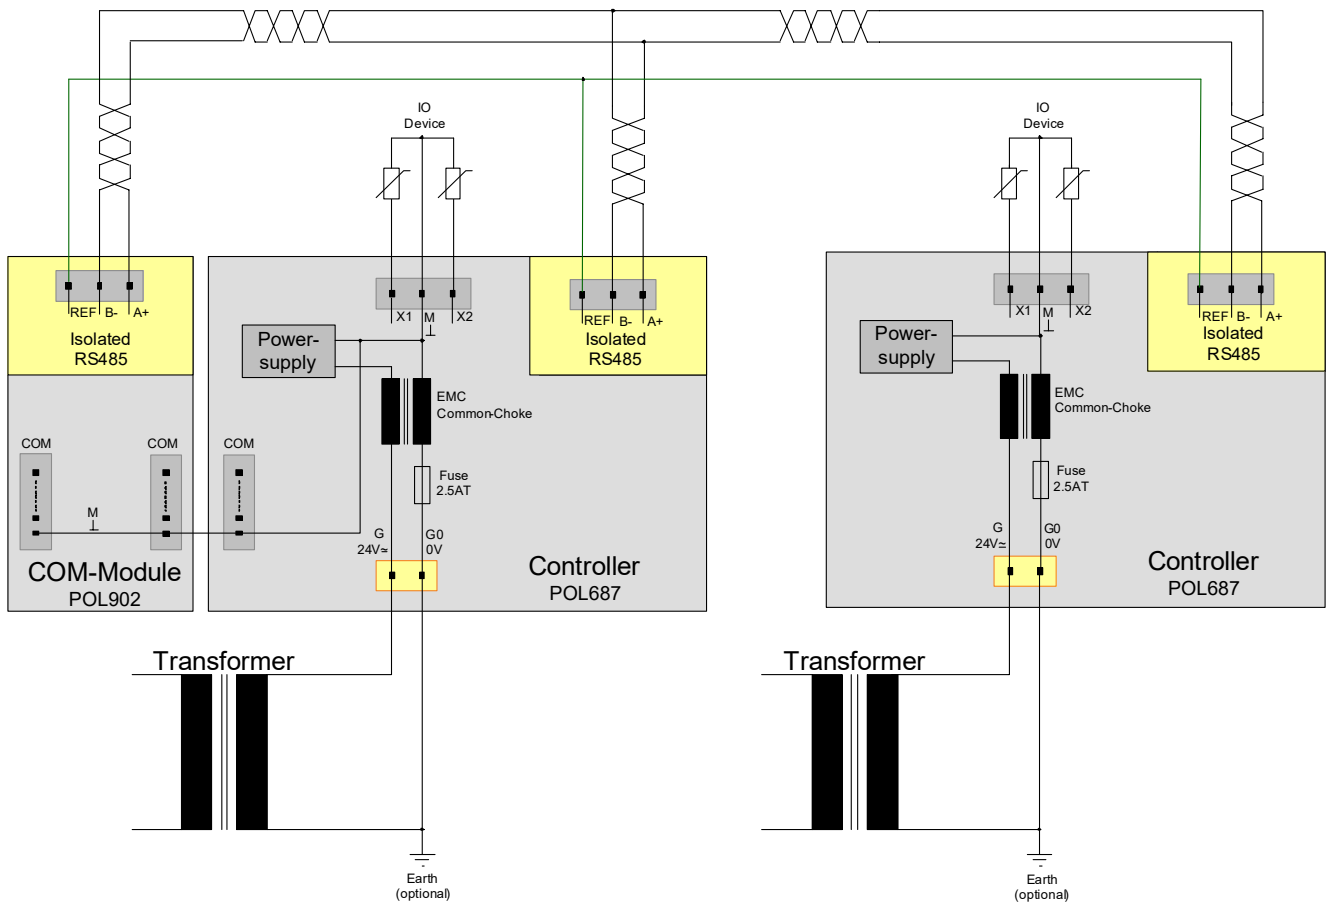 IO
Device
IO
Device
REF B- A+
Isolated
RS485
X1 M X2
REF B- A+
Isolated
RS485
X1 M X2
REF B- A+
Isolated
RS485
Power-
supply
Power-
supply
EMC
Common-Choke
EMC
Common-Choke
COM
COM
COM
Fuse
2.5AT
Fuse
2.5AT
M
G
24V≃
G0
0V
G
24V≃
G0
0V
COM-Module
POL902
Controller
POL687
Controller
POL687
Transformer
Transformer
Earth
(optional)
Earth
(optional)